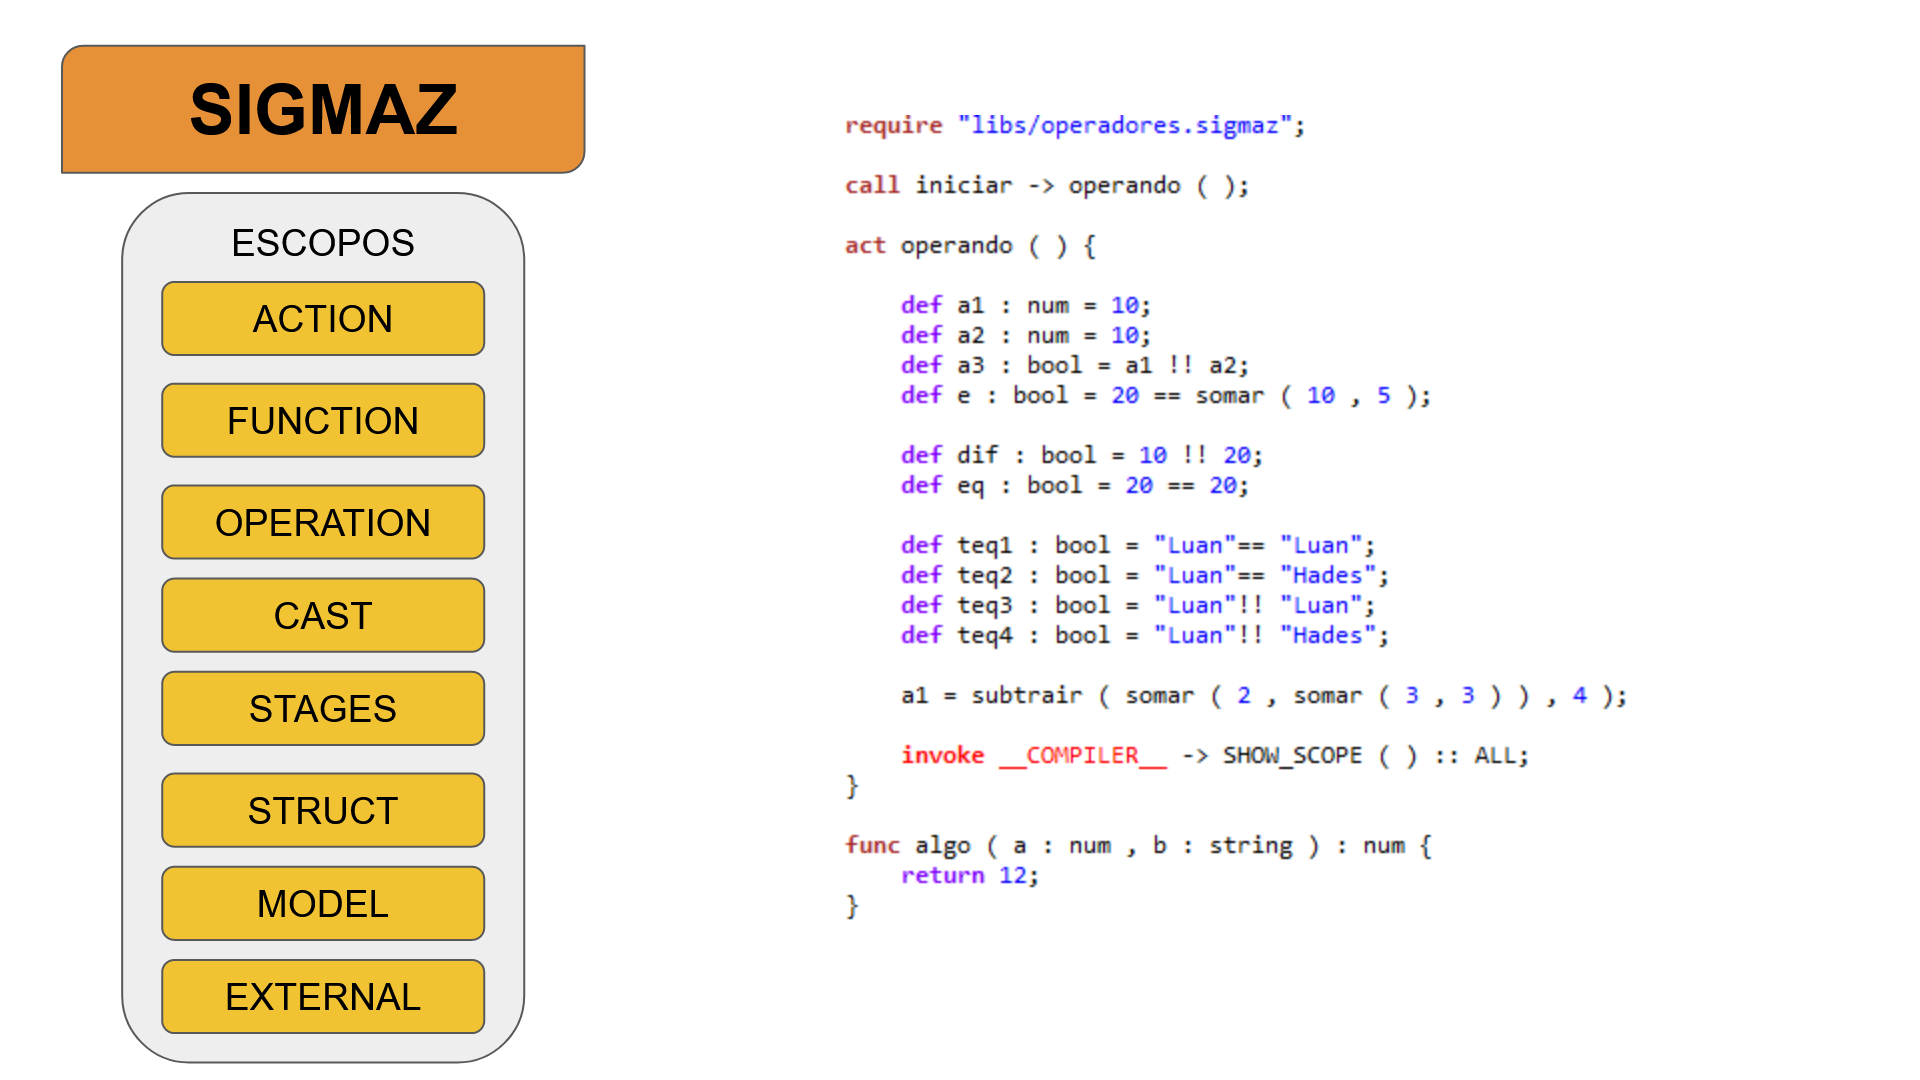 SIGMAZ
ESCOPOS
ACTION
FUNCTION
OPERATION
CAST
STAGES
STRUCT
MODEL
EXTERNAL
require "libs/operadores.sigmaz";
call iniciar -> operando ( );
act operando ( ) {
def a1 : num = 10;
def a2 : num = 10;
def a3 : bool = a1 !! a2;
def e : bool = 20 == somar ( 10 , 5 );
def dif : bool = 10 !! 20;
def eq : bool = 20 == 20;
def teq1 : bool = "Luan"== "Luan";
def teq2 : bool = "Luan"== "Hades";
def teq3 : bool = "Luan"!! "Luan";
def teq4 : bool = "Luan"!! "Hades";
a1 = subtrair ( somar ( 2 , somar ( 3 , 3 ) ) , 4 );
invoke __COMPILER__ -> SHOW_SCOPE ( ) :: ALL;
}
func algo ( a : num , b : string ) : num {
return 12;
}